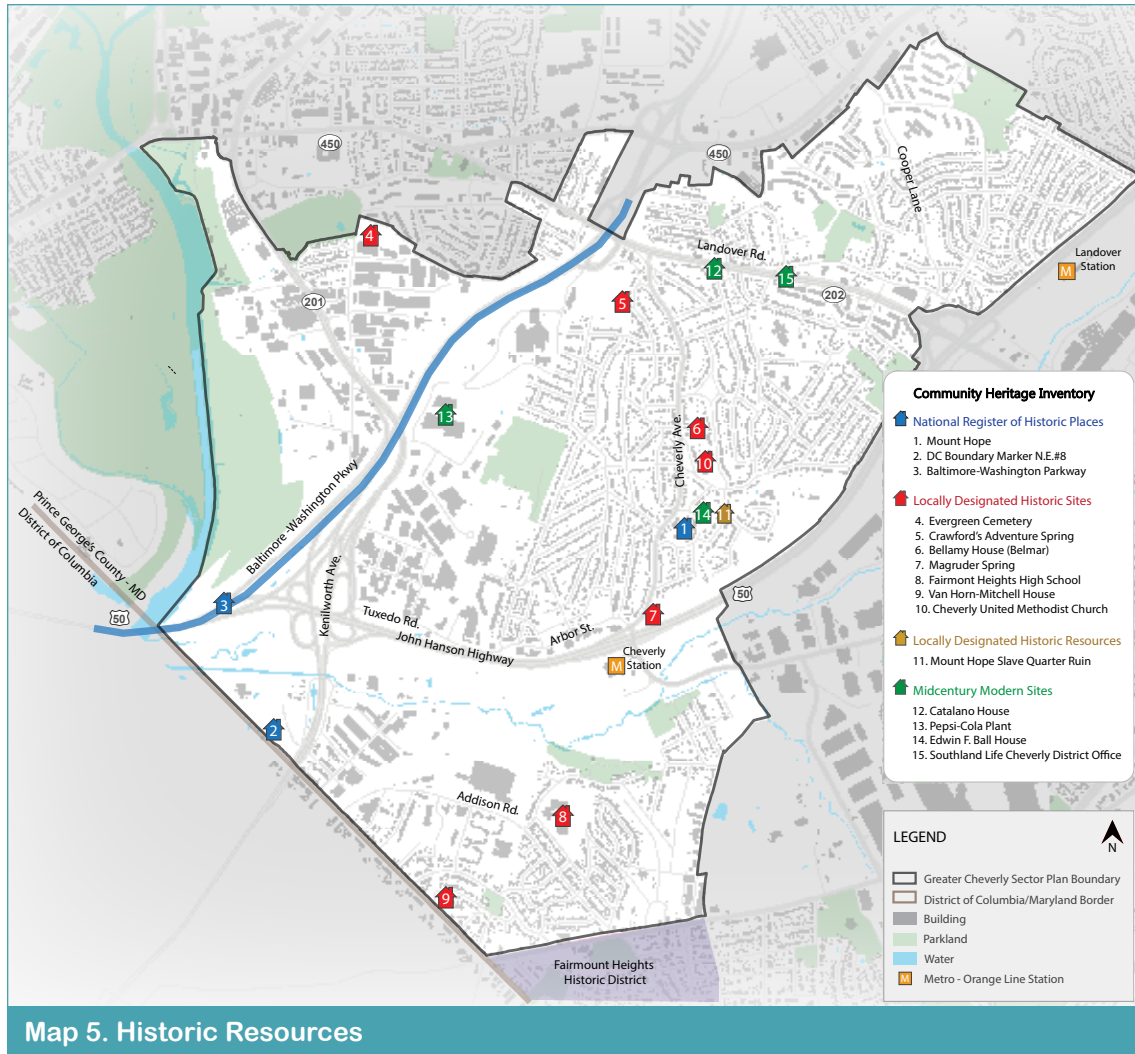 450
450
Cooper Lane
Landover Rd.
Landover
Station
M
4
12
15
5
201
202
13
Cheverly Ave.
6
10
14
11
1
Baltimore -Washington Pkwy
Prince George's County - MD
District of Columbia
50
3
Kenilworth Ave.
Tuxedo Rd.
John Hanson Highway
Arbor St.
7
50
Cheverly
Station
M
2
Addison Rd.
8
9
Fairmount Heights
Historic District
Community Heritage Inventory
National Register of Historic Places
1. Mount Hope
2. DC Boundary Marker N.E.#8
3. Baltimore-Washington Parkway
Locally Designated Historic Sites
4. Evergreen Cemetery
5. Crawford's Adventure Spring
6. Bellamy House (Belmar)
7. Magruder Spring
8. Fairmont Heights High School
9. Van Horn-Mitchell House
10. Cheverly United Methodist Church
Locally Designated Historic Resources
11. Mount Hope Slave Quarter Ruin
Midcentury Modern Sites
12. Catalano House
13. Pepsi-Cola Plant
14. Edwin F. Ball House
15. Southland Life Cheverly District Office
LEGEND
N
Greater Cheverly Sector Plan Boundary
District of Columbia/Maryland Border
Building
Parkland
Water
M Metro - Orange Line Station
Map 5. Historic Resources